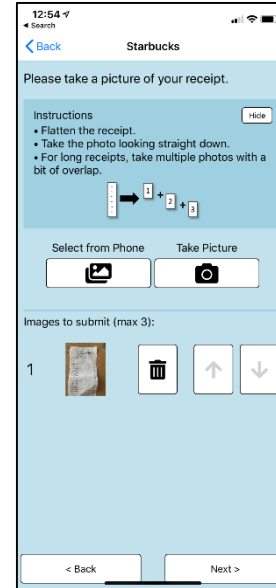 12:54
◀ Search
Back
Starbucks
Please take a picture of your receipt.
Instructions
Hide
• Flatten the receipt.
• Take the photo looking straight down.
• For long receipts, take multiple photos with a
bit of overlap.
1 + 2 + 3
Select from Phone
Take Picture
Images to submit (max 3):
1
< Back
Next >